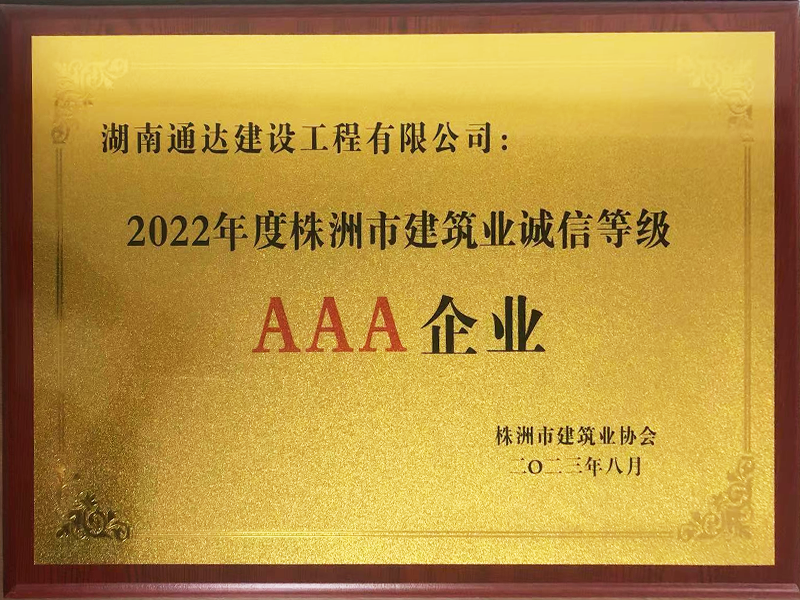 湖南通达建设工程有限公司：
2022年度株洲市建筑业诚信等级
AAA企业
株洲市建筑业协会
二〇二三年八月